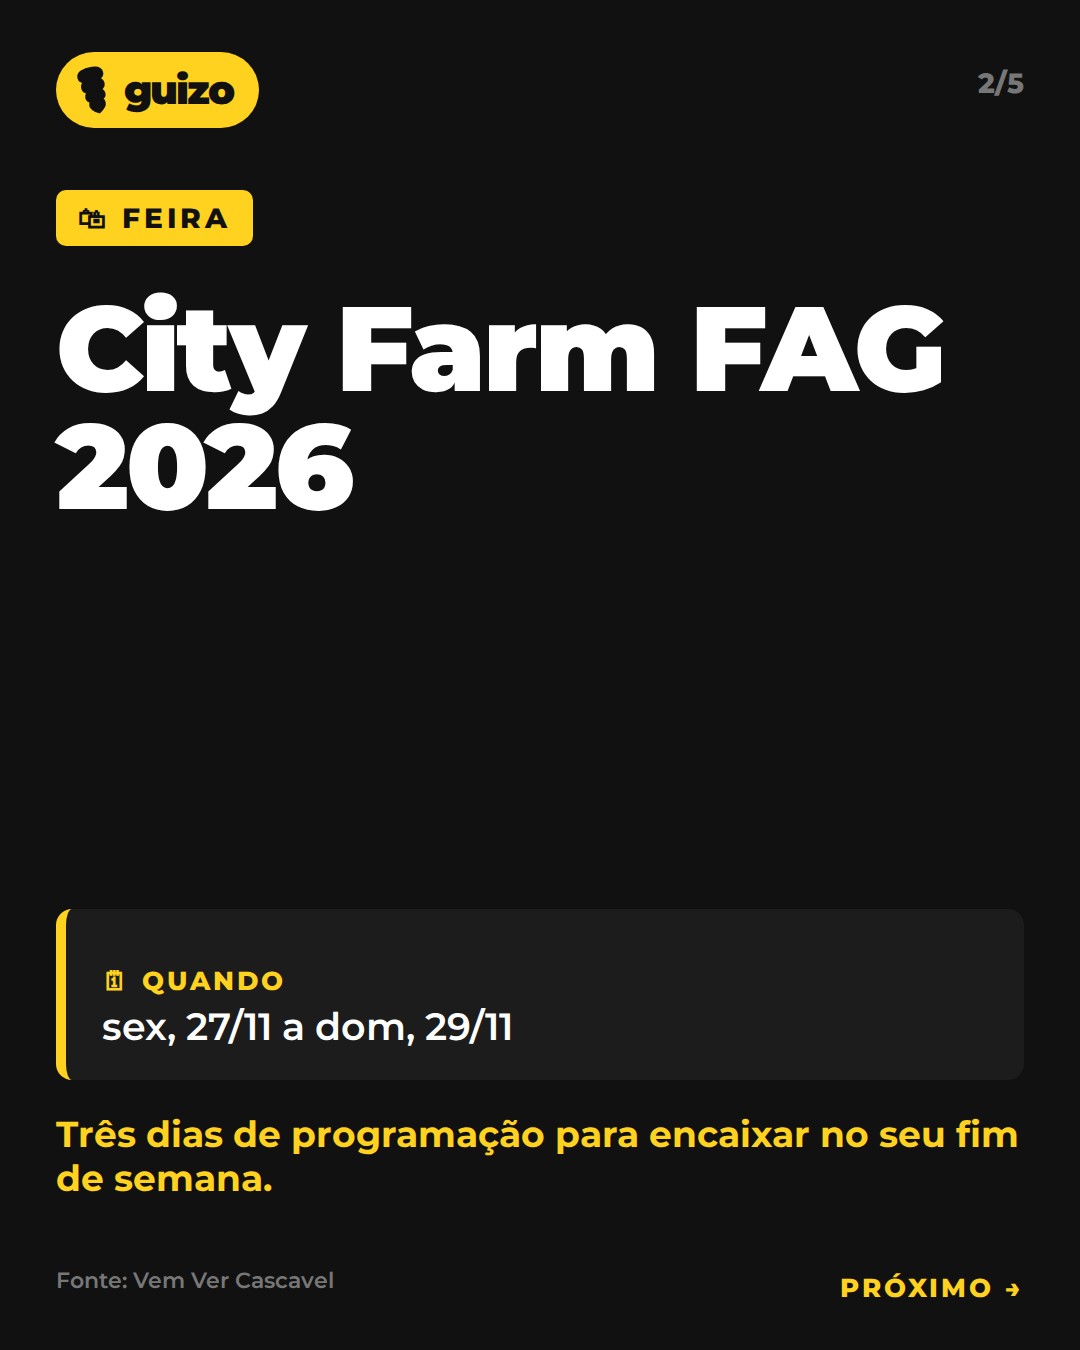 guizo
2/5
FEIRA
City Farm FAG
2026
QUANDO
sex, 27/11 a dom, 29/11
Três dias de programação para encaixar no seu fim
de semana.
Fonte: Vem Ver Cascavel
PRÓXIMO →